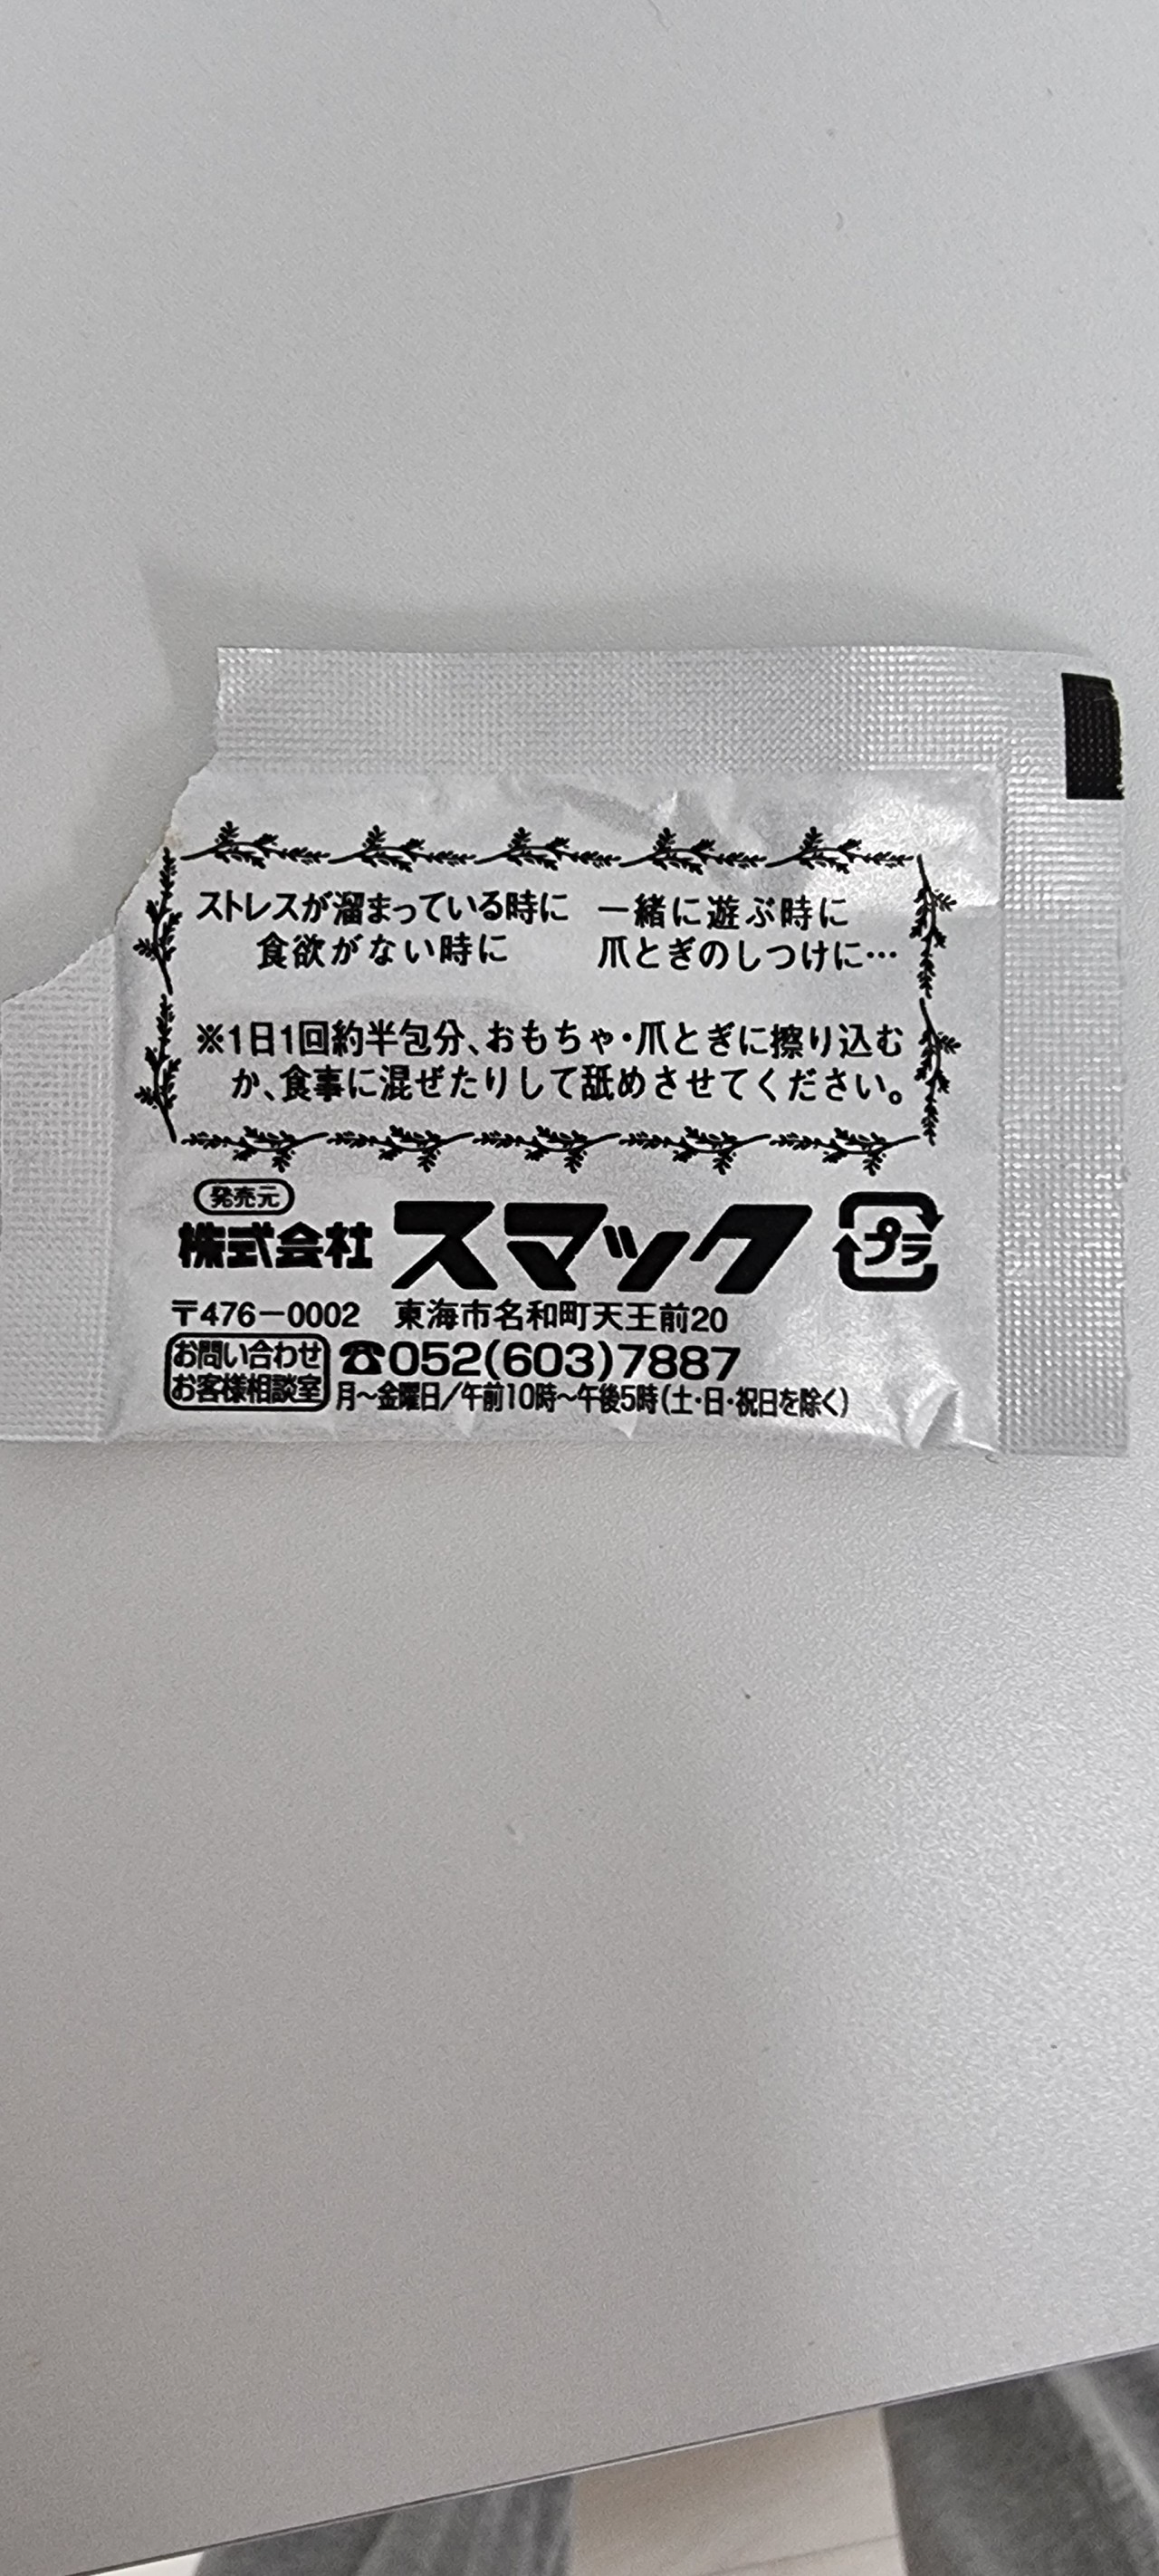 ストレスが溜まっている時に 一緒に遊ぶ時に
食欲がない時に 爪とぎのしつけに…
※1日1回約半包分、おもちゃ・爪とぎに擦り込む
か、食事に混ぜたりして舐めさせてください。
発売元
株式会社 スマック
プラ
〒476-0002 東海市名和町天王前20
お問い合わせ
お客様相談室
☎052(603)7887
月〜金曜日/午前10時〜午後5時(土・日・祝日を除く)